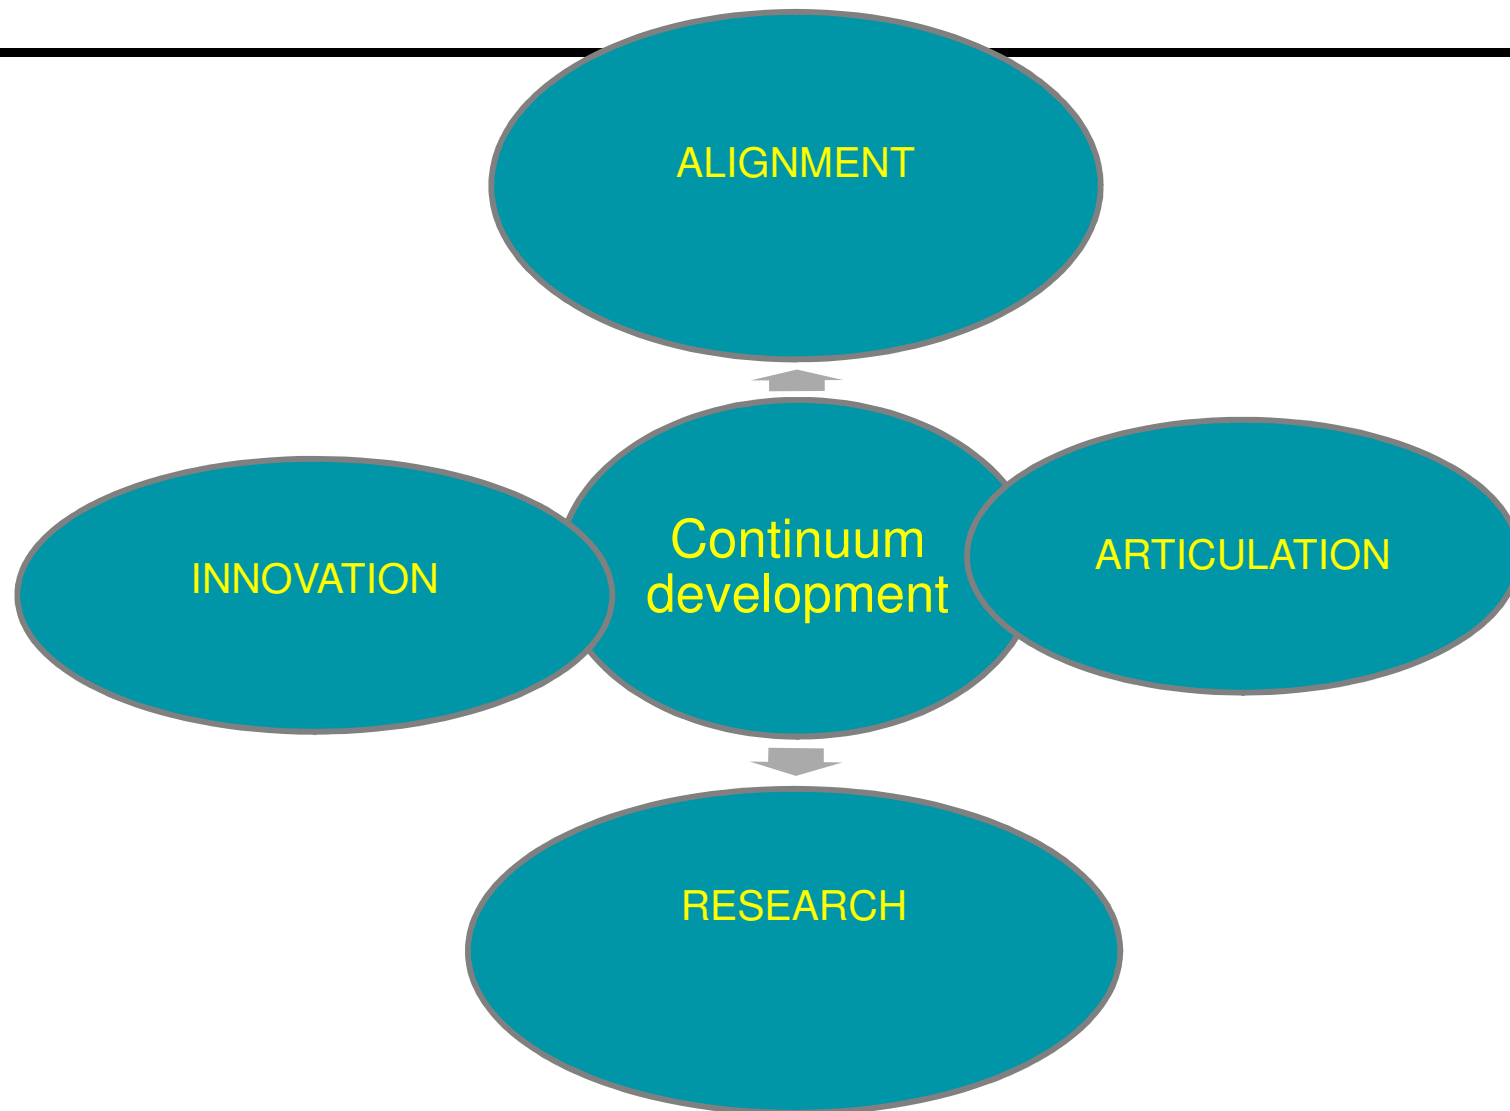 ALIGNMENT
INNOVATION
Continuum
development
ARTICULATION
RESEARCH